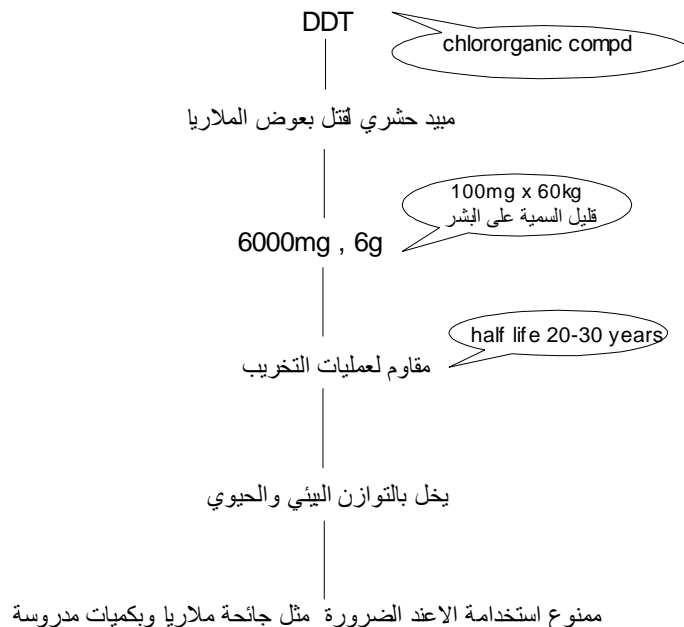 DDT
chlororganic compd
مبيد حشري لقتل بعوض الملاريا
100mg x 60kg
قليل السمية على البشر
6000mg , 6g
half life 20-30 years
مقاوم لعمليات التخريب
يخل بالتوازن البيئي والحيوي
ممنوع استخدامة الاعند الضرورة مثل جائحة ملاريا وبكميات مدروسة